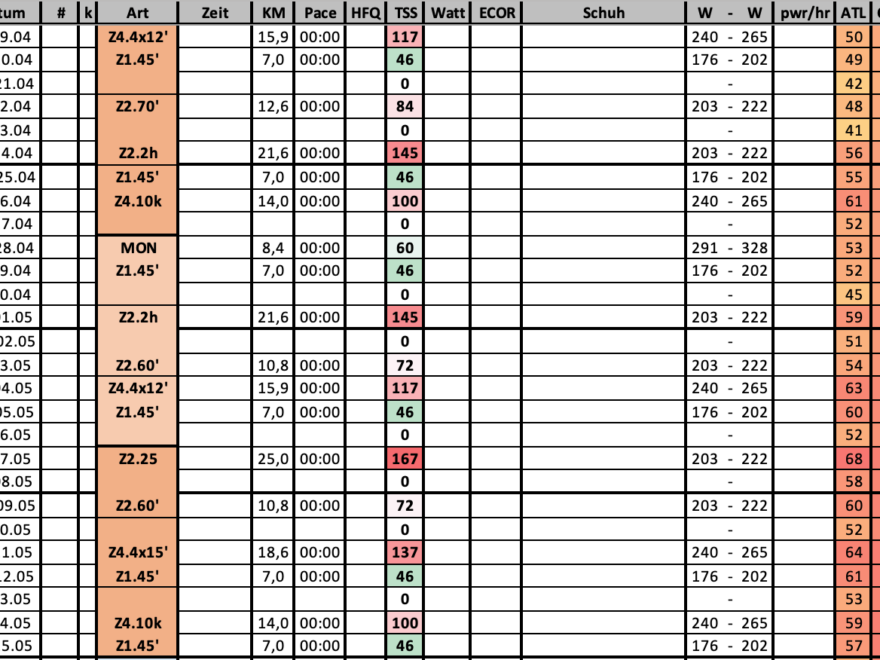 tum # k Art Zeit KM Pace HFQ TSS Watt ECOR Schuh W - W pwr/hr ATL
9.04 Z4.4x12' 15,9 00:00 117 240 - 265 50
0.04 Z1.45' 7,0 00:00 46 176 - 202 49
21.04 0 - 42
2.04 Z2.70' 12,6 00:00 84 203 - 222 48
3.04 0 - 41
4.04 Z2.2h 21,6 00:00 145 203 - 222 56
25.04 Z1.45' 7,0 00:00 46 176 - 202 55
6.04 Z4.10k 14,0 00:00 100 240 - 265 61
7.04 0 - 52
28.04 MON 8,4 00:00 60 291 - 328 53
9.04 Z1.45' 7,0 00:00 46 176 - 202 52
0.04 0 - 45
01.05 Z2.2h 21,6 00:00 145 203 - 222 59
02.05 0 - 51
3.05 Z2.60' 10,8 00:00 72 203 - 222 54
04.05 Z4.4x12' 15,9 00:00 117 240 - 265 63
05.05 Z1.45' 7,0 00:00 46 176 - 202 60
6.05 0 - 52
7.05 Z2.25 25,0 00:00 167 203 - 222 68
08.05 0 - 58
09.05 Z2.60' 10,8 00:00 72 203 - 222 60
0.05 0 - 52
1.05 Z4.4x15' 18,6 00:00 137 240 - 265 64
12.05 Z1.45' 7,0 00:00 46 176 - 202 61
3.05 0 - 53
4.05 Z4.10k 14,0 00:00 100 240 - 265 59
5.05 Z1.45' 7,0 00:00 46 176 - 202 57